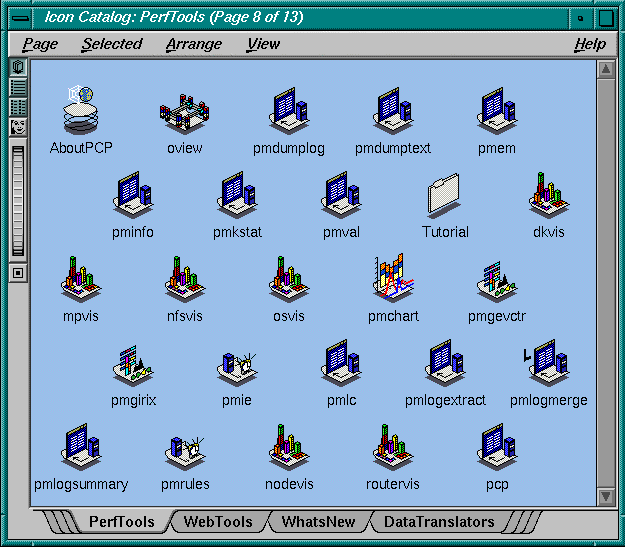 Icon Catalog: PerfTools (Page 8 of 13)
Page Selected Arrange View Help
AboutPCP oview pmdumplog pmdumptext pmem
pminfo pmkstat pmval Tutorial dkvis
mpvis nfsvis osvis pmchart pmgevctr
pmgirix pmie pmlc pmlogextract pmlogmerge
pmlogsummary pmrules nodevis routervis pcp
PerfTools WebTools WhatsNew DataTranslators